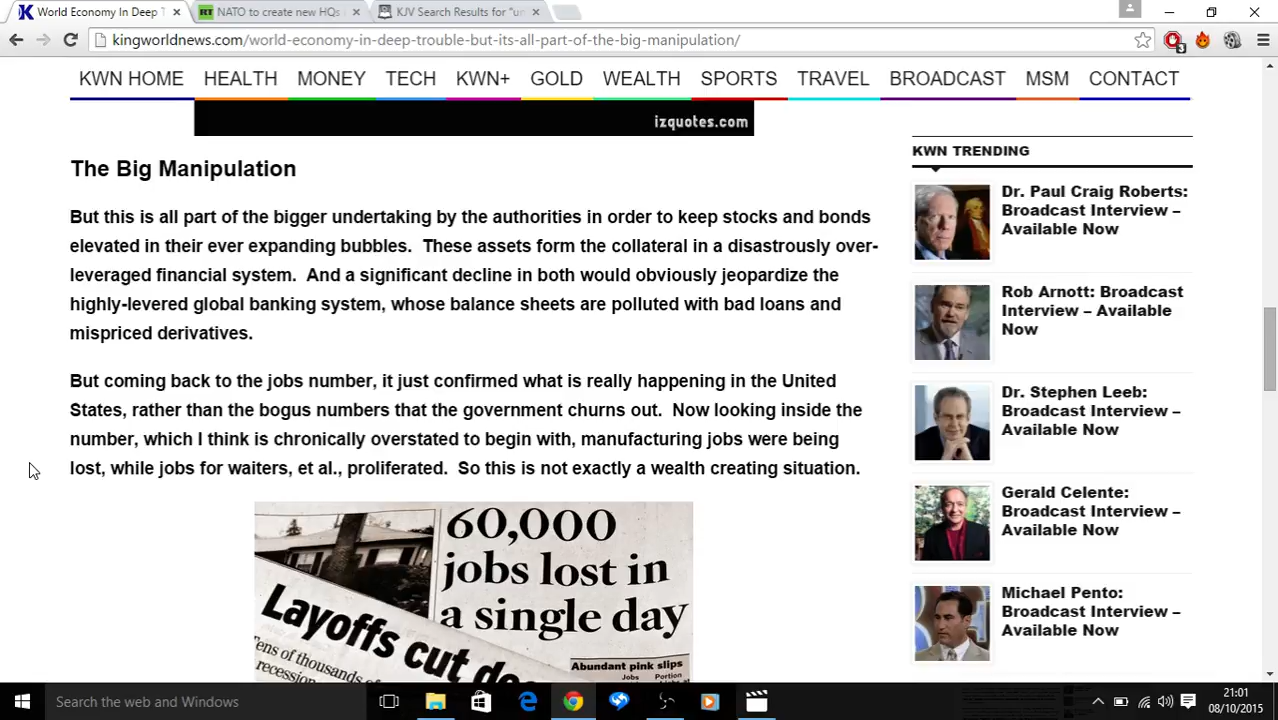 World Economy In Deep T
NATO to create new HQs
KJV Search Results for "un
kingworldnews.com/world-economy-in-deep-trouble-but-its-all-part-of-the-big-manipulation/
3
KWN HOME HEALTH MONEY TECH KWN+ GOLD WEALTH SPORTS TRAVEL BROADCAST MSM CONTACT
izquotes.com
The Big Manipulation
But this is all part of the bigger undertaking by the authorities in order to keep stocks and bonds
elevated in their ever expanding bubbles. These assets form the collateral in a disastrously over-
leveraged financial system. And a significant decline in both would obviously jeopardize the
highly-levered global banking system, whose balance sheets are polluted with bad loans and
mispriced derivatives.
But coming back to the jobs number, it just confirmed what is really happening in the United
States, rather than the bogus numbers that the government churns out. Now looking inside the
number, which I think is chronically overstated to begin with, manufacturing jobs were being
lost, while jobs for waiters, et al., proliferated. So this is not exactly a wealth creating situation.
60,000
jobs lost in
a single day
Layoffs cut
Tens of thousands of
recession
Abundant pink slips
Jobs Portion
KWN TRENDING
Dr. Paul Craig Roberts:
Broadcast Interview –
Available Now
Rob Arnott: Broadcast
Interview – Available
Now
Dr. Stephen Leeb:
Broadcast Interview –
Available Now
Gerald Celente:
Broadcast Interview –
Available Now
Michael Pento:
Broadcast Interview –
Available Now
Search the web and Windows
21:01
08/10/2015